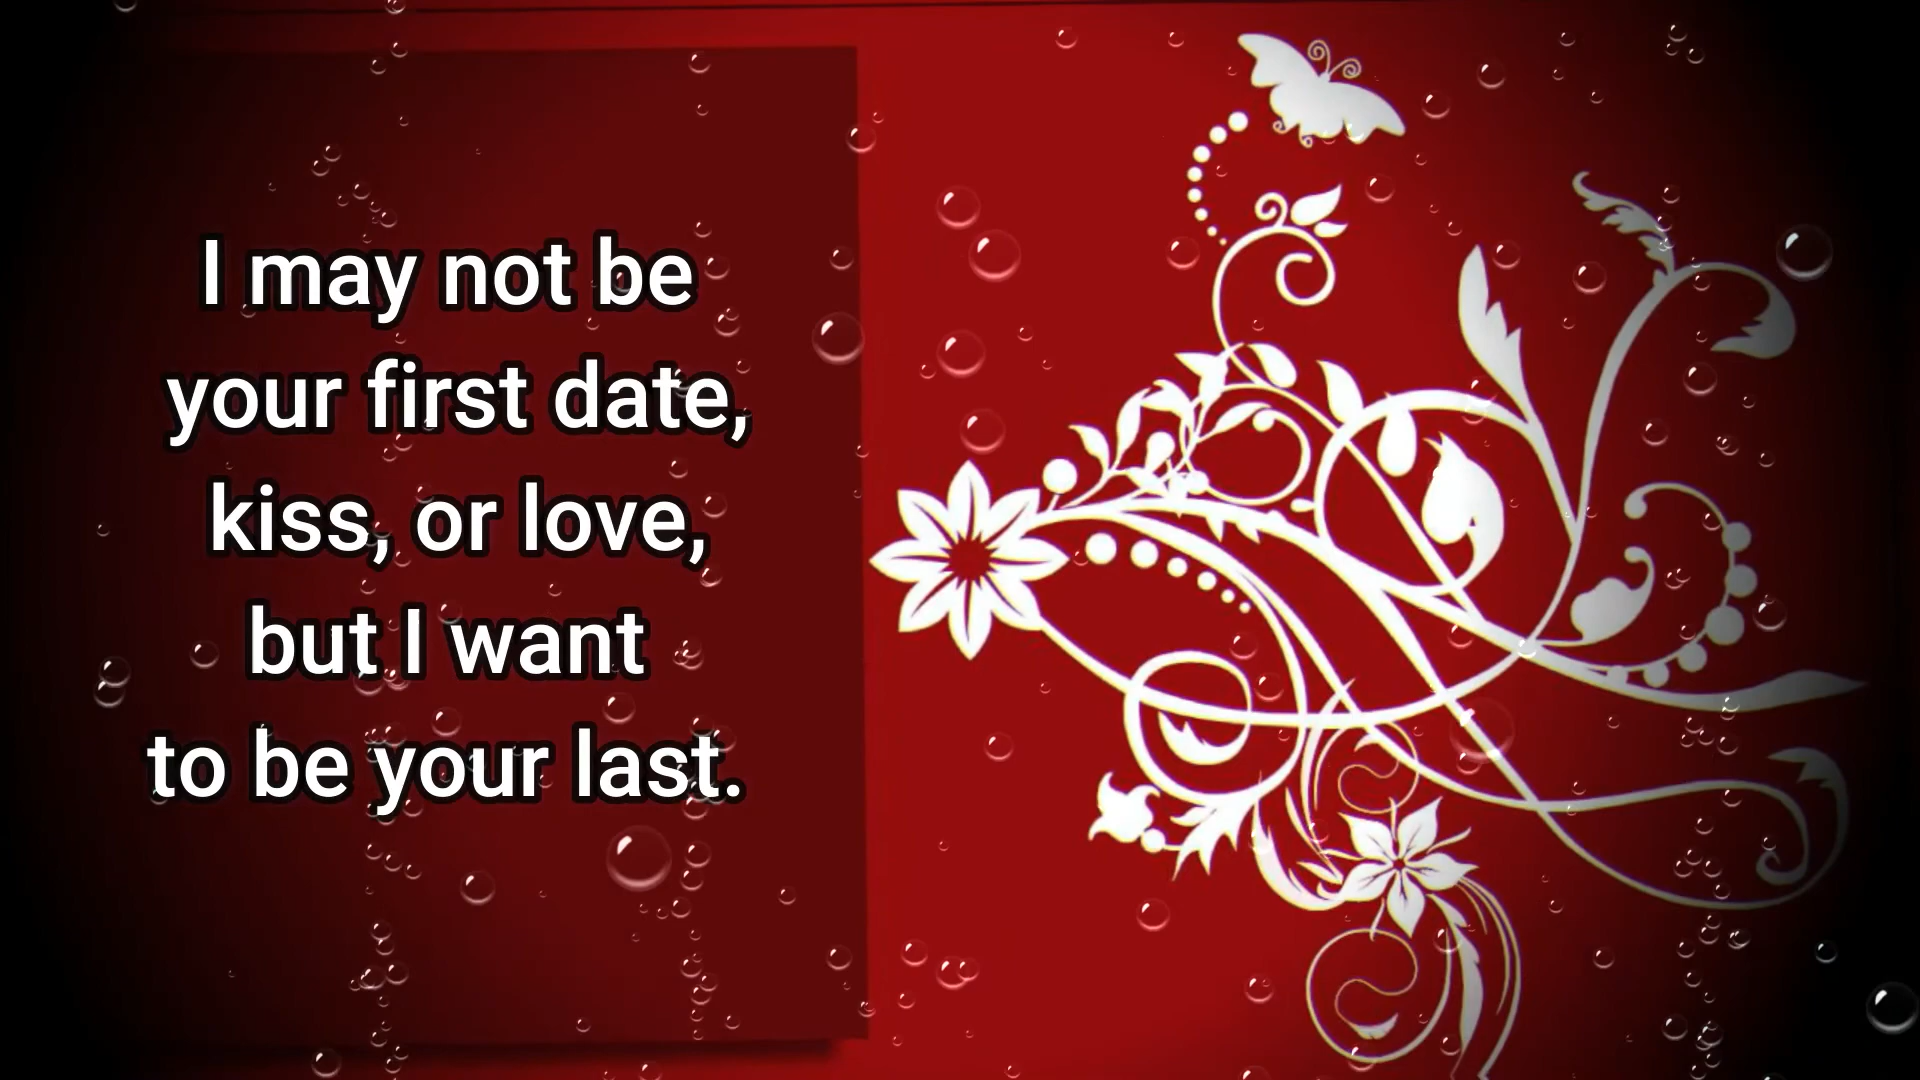 I may not be
your first date,
kiss, or love,
but I want
to be your last.